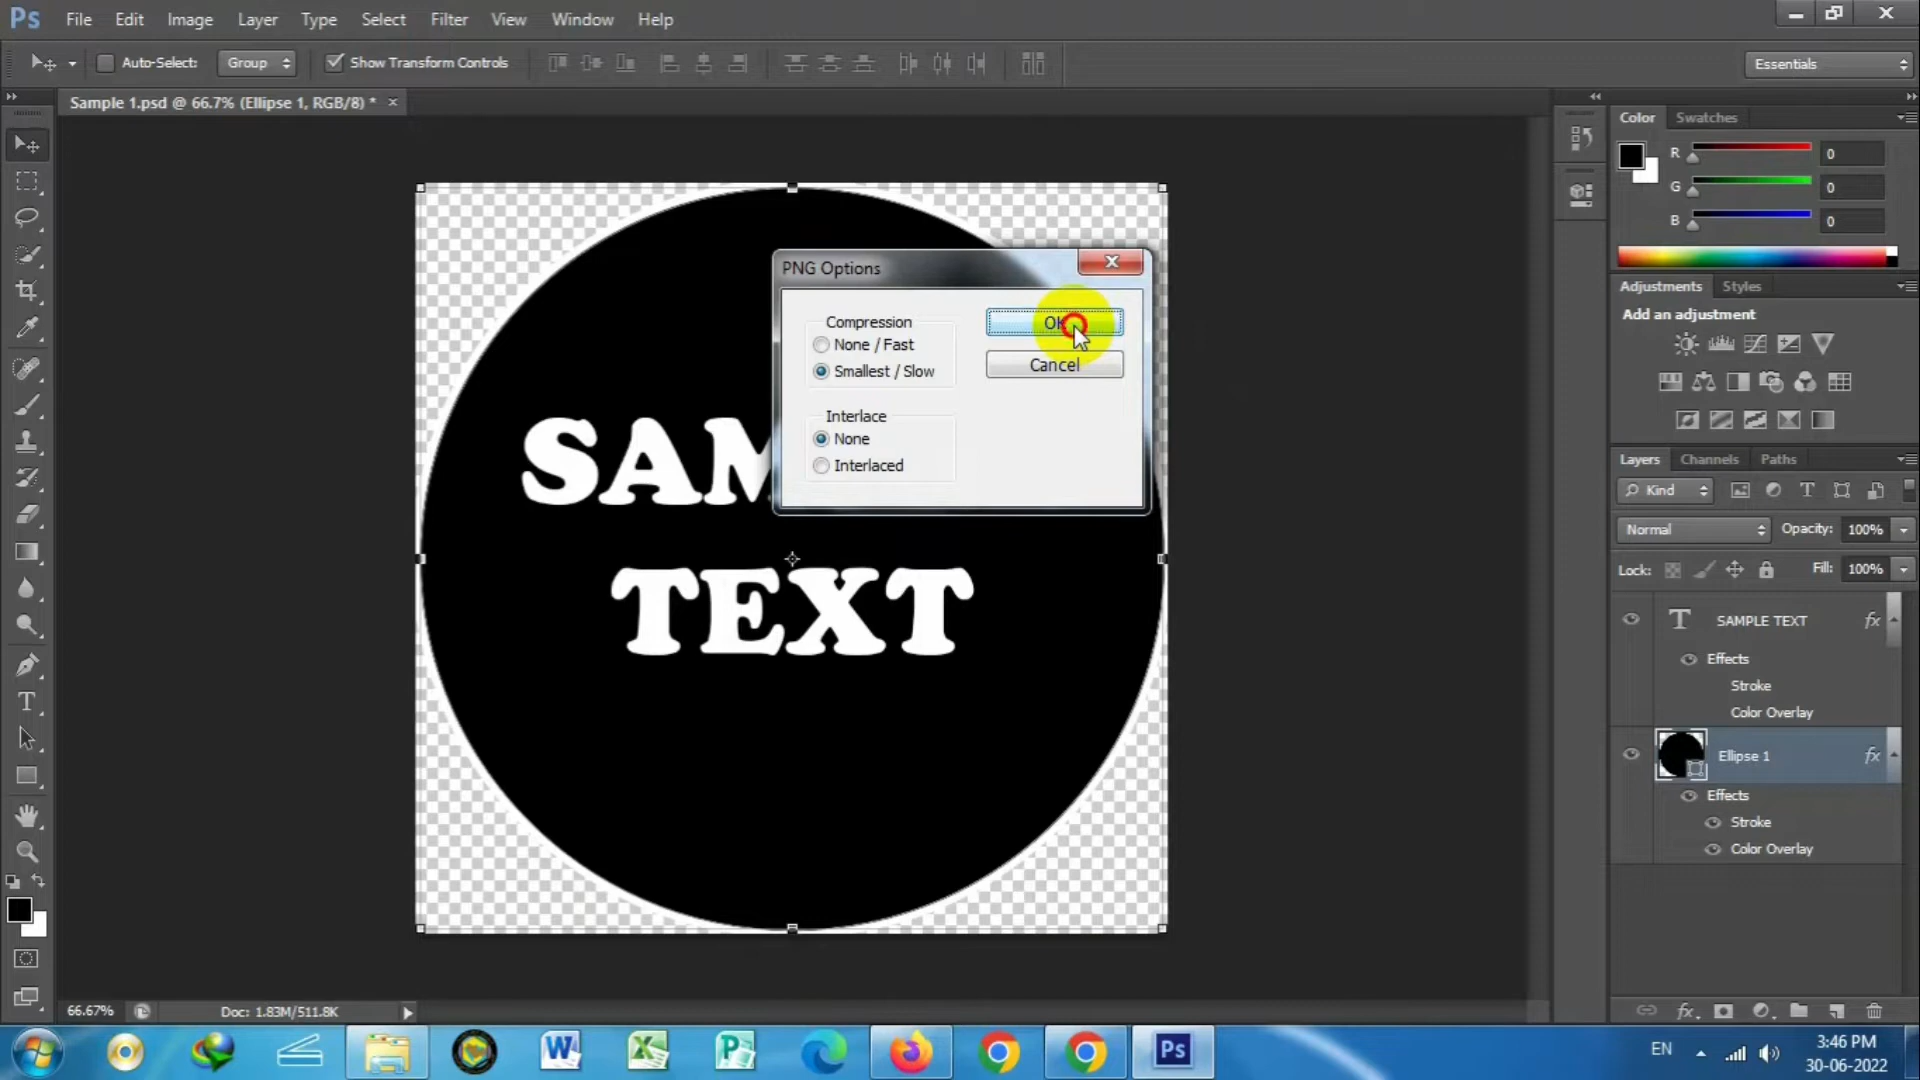 Ps File Edit Image Layer Type Select Filter View Window Help
Auto-Select: Group Show Transform Controls Essentials
Sample 1.psd @ 66.7% (Ellipse 1, RGB/8) *
Color Swatches
R 0
G 0
B 0
Adjustments Styles
Add an adjustment
PNG Options
Compression
None / Fast
Smallest / Slow
Interlace
None
Interlaced
OK
Cancel
SAM
TEXT
Layers Channels Paths
Kind
Normal Opacity: 100%
Lock: Fill: 100%
T SAMPLE TEXT fx
Effects
Stroke
Color Overlay
Ellipse 1 fx
Effects
Stroke
Color Overlay
66.67% Doc: 1.83M/511.8K
fx
EN
3:46 PM
30-06-2022
Ps